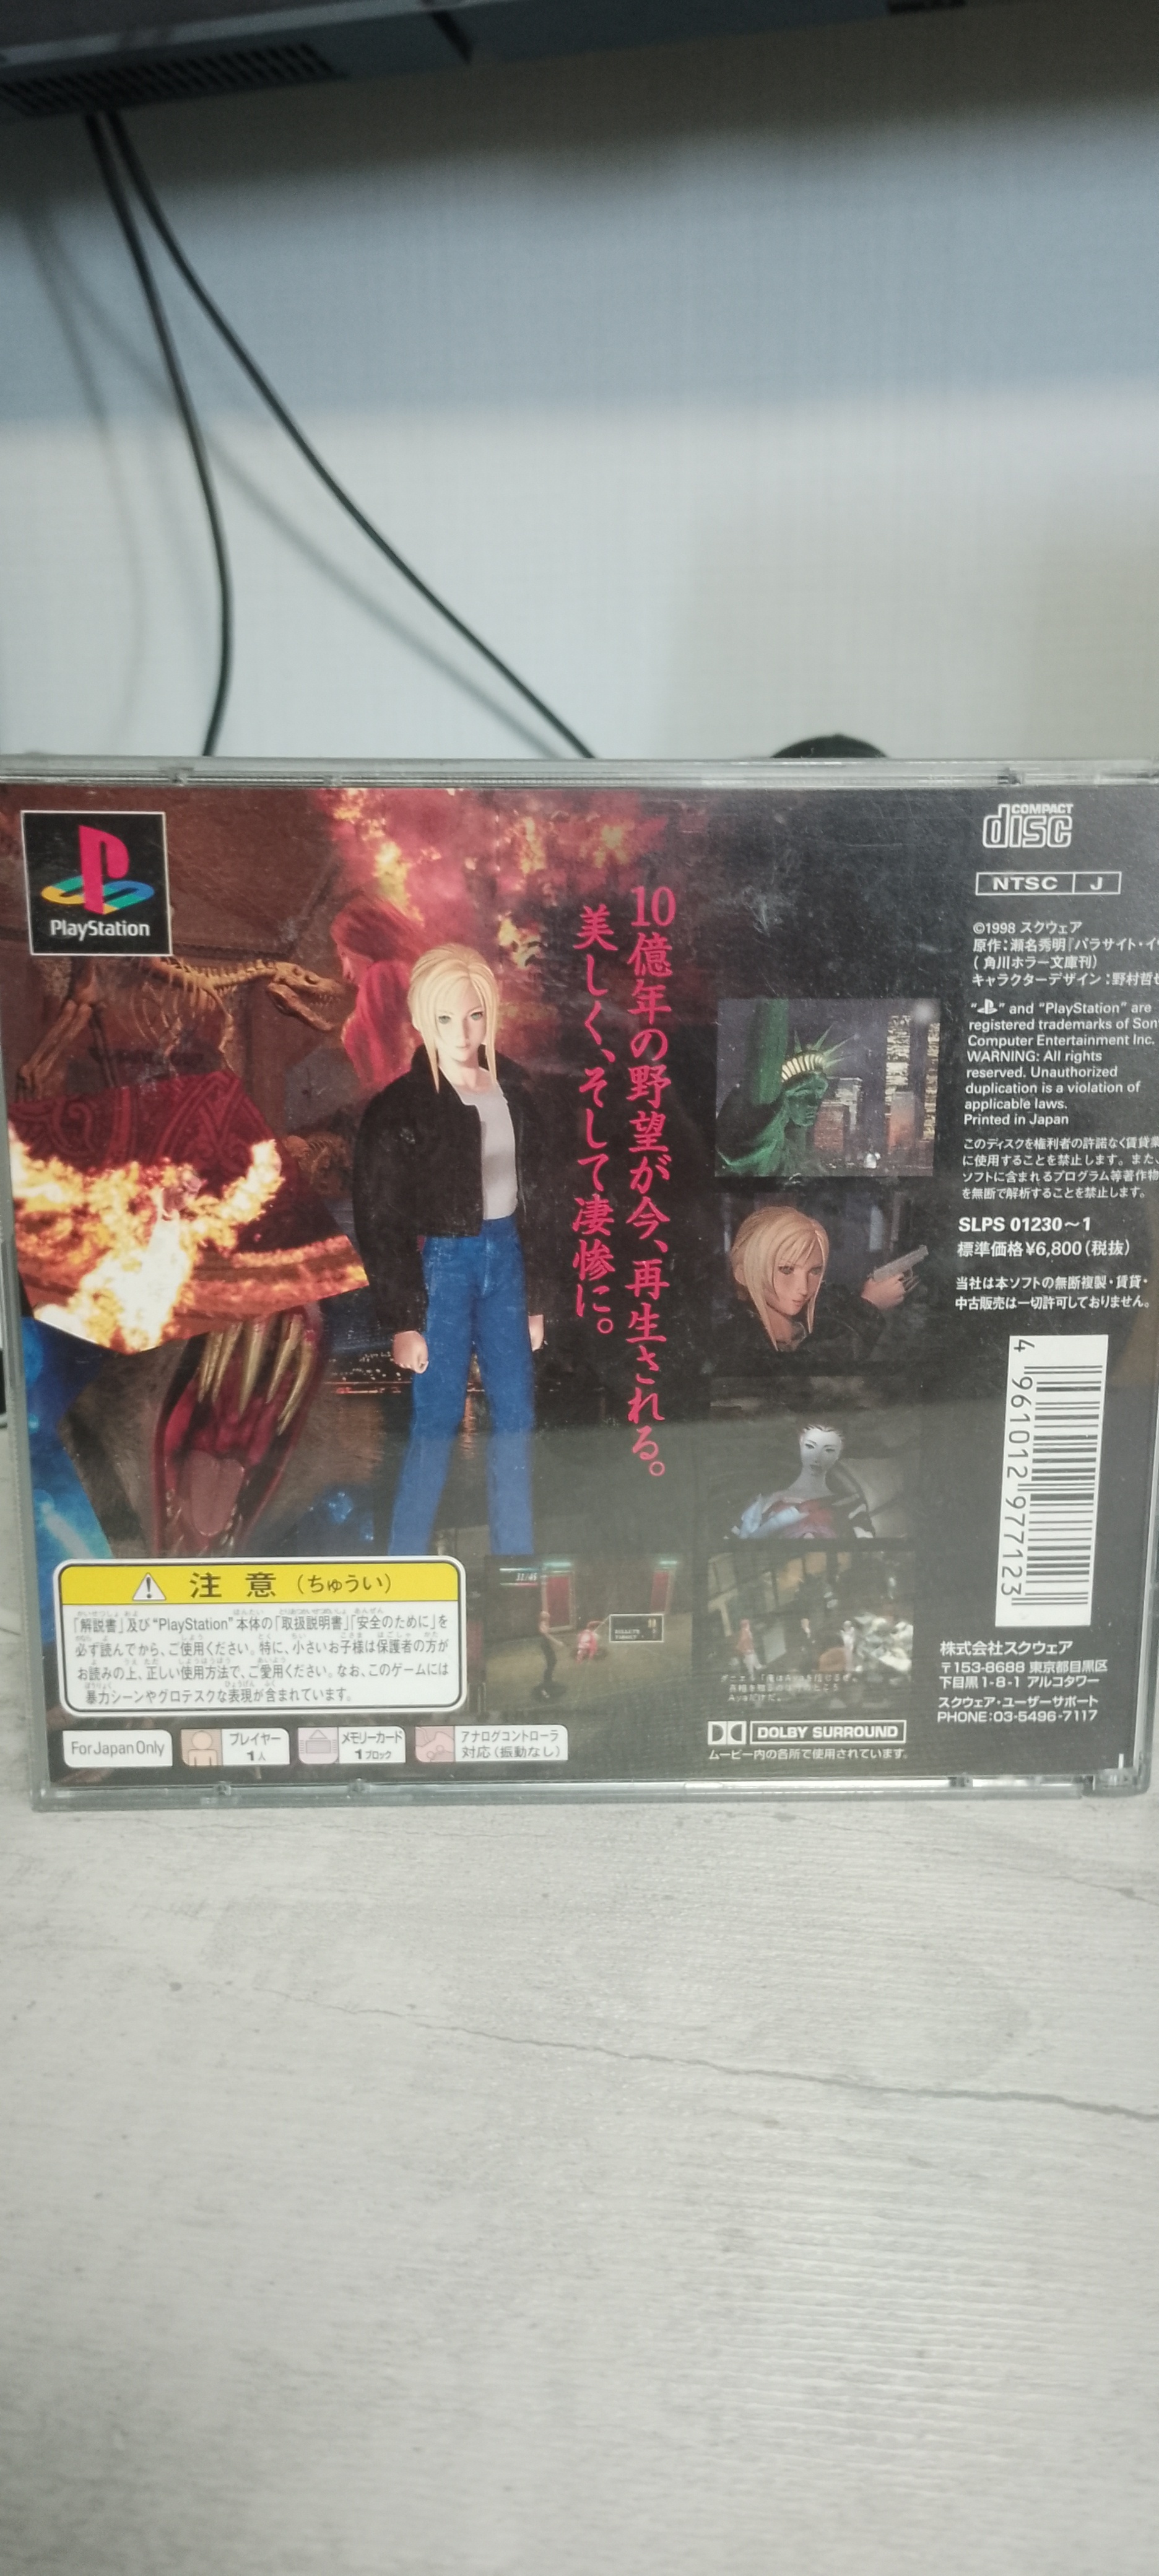 PlayStation
10億年の野望が今、再生される。
美しく、そして凄惨に。
COMPACT
disc
NTSC J
©1998 スクウェア
原作：瀬名秀明『パラサイト・イ
(角川ホラー文庫刊)
キャラクターデザイン：野村哲
" " and "PlayStation" are
registered trademarks of Son
Computer Entertainment Inc.
WARNING: All rights
reserved. Unauthorized
duplication is a violation of
applicable laws.
Printed in Japan
このディスクを権利者の許諾なく賃貸業
に使用することを禁止します。また、
ソフトに含まれるプログラム等著作物
を無断で解析することを禁止します。
SLPS 01230～1
標準価格¥6,800(税抜)
当社は本ソフトの無断複製・賃貸・
中古販売は一切許可しておりません。
4 961012 977123
株式会社スクウェア
〒153-8688 東京都目黒区
下目黒1-8-1 アルコタワー
スクウェア・ユーザーサポート
PHONE:03-5496-7117
注意(ちゅうい)
「解説書」及び"PlayStation"本体の「取扱説明書」「安全のために」を
必ず読んでから、ご使用ください。特に、小さいお子様は保護者の方が
お読みの上、正しい使用方法で、ご愛用ください。なお、このゲームには
暴力シーンやグロテスクな表現が含まれています。
For Japan Only
プレイヤー
1人
メモリーカード
1ブロック
アナログコントローラ
対応(振動なし)
DOLBY SURROUND
ムービー内の各所で使用されています。